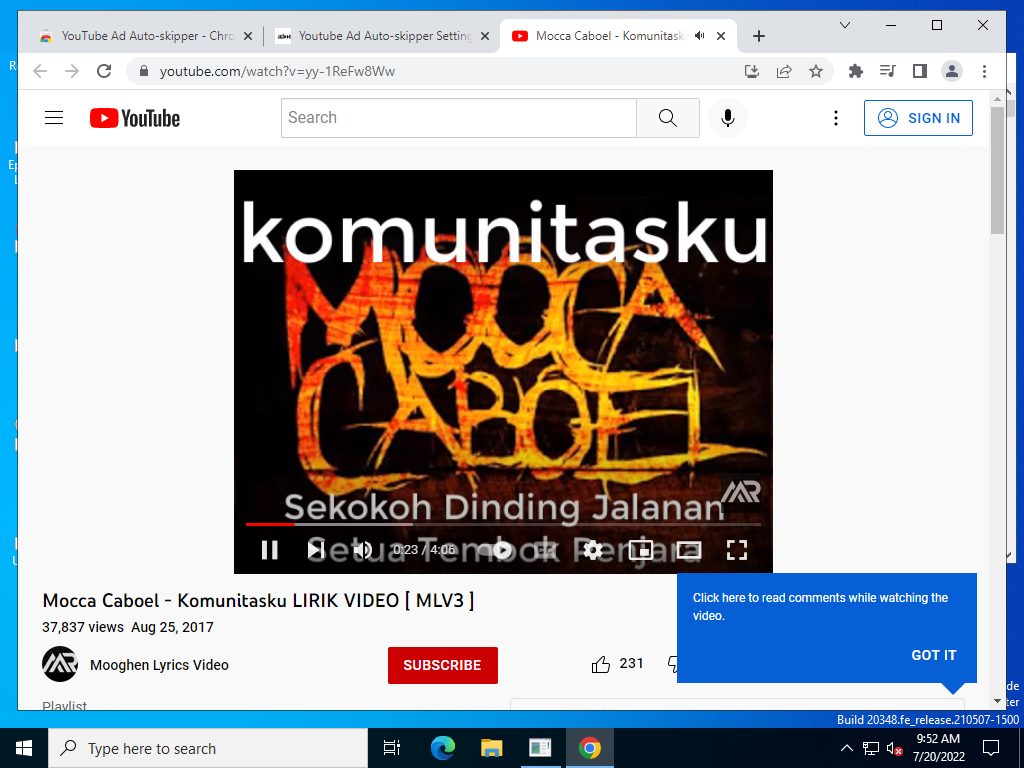 YouTube Ad Auto-skipper - Chro
Youtube Ad Auto-skipper Setting
Mocca Caboel - Komunitask
youtube.com/watch?v=yy-1ReFw8Ww
YouTube
Search
SIGN IN
komunitasku
MOCCA
CABOEL
MR
Sekokoh Dinding Jalanan
Setua Tembok Penjara
0:23 / 4:06
Mocca Caboel - Komunitasku LIRIK VIDEO [ MLV3 ]
37,837 views Aug 25, 2017
Mooghen Lyrics Video
SUBSCRIBE
231
Click here to read comments while watching the
video.
GOT IT
Playlist
Build 20348.fe_release.210507-1500
Type here to search
9:52 AM
7/20/2022